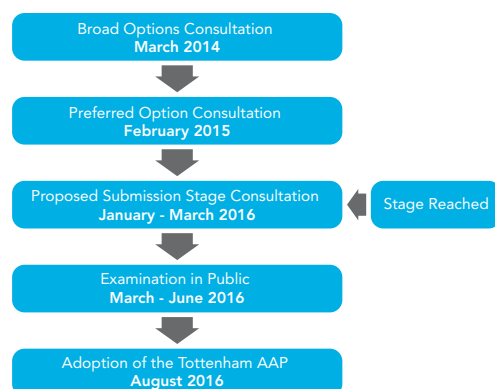 Broad Options Consultation
March 2014
Preferred Option Consultation
February 2015
Proposed Submission Stage Consultation
January - March 2016
Stage Reached
Examination in Public
March - June 2016
Adoption of the Tottenham AAP
August 2016